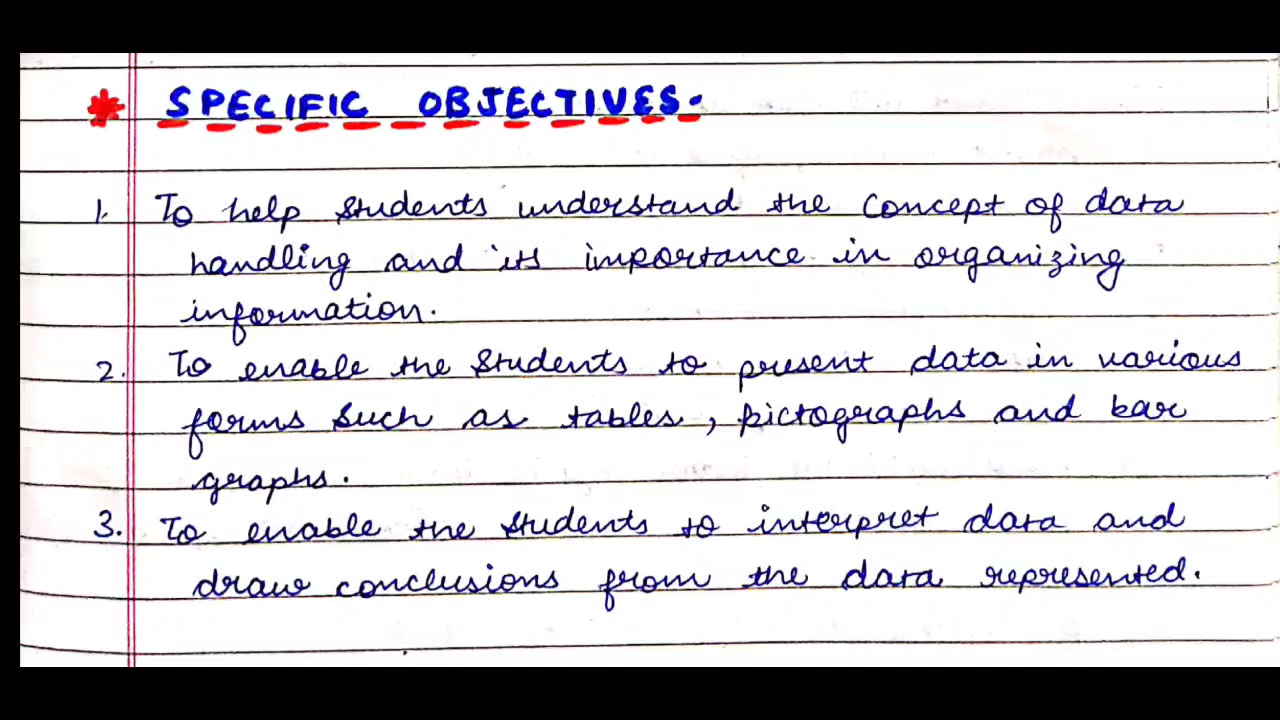 * SPECIFIC OBJECTIVES.
1. To help students understand the concept of data
handling and its importance in organizing
information.
2. To enable the students to present data in various
forms such as tables, pictographs and bar
graphs.
3. To enable the students to interpret data and
draw conclusions from the data represented.